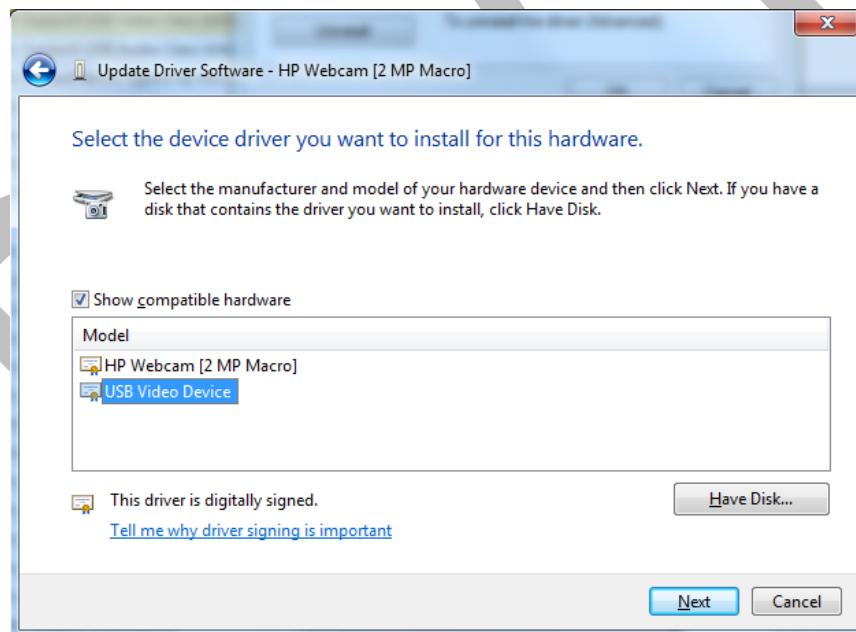 Update Driver Software - HP Webcam [2 MP Macro]
Select the device driver you want to install for this hardware.
Select the manufacturer and model of your hardware device and then click Next. If you have a
disk that contains the driver you want to install, click Have Disk.
Show compatible hardware
Model
HP Webcam [2 MP Macro]
USB Video Device
This driver is digitally signed.
Have Disk...
Tell me why driver signing is important
Next
Cancel